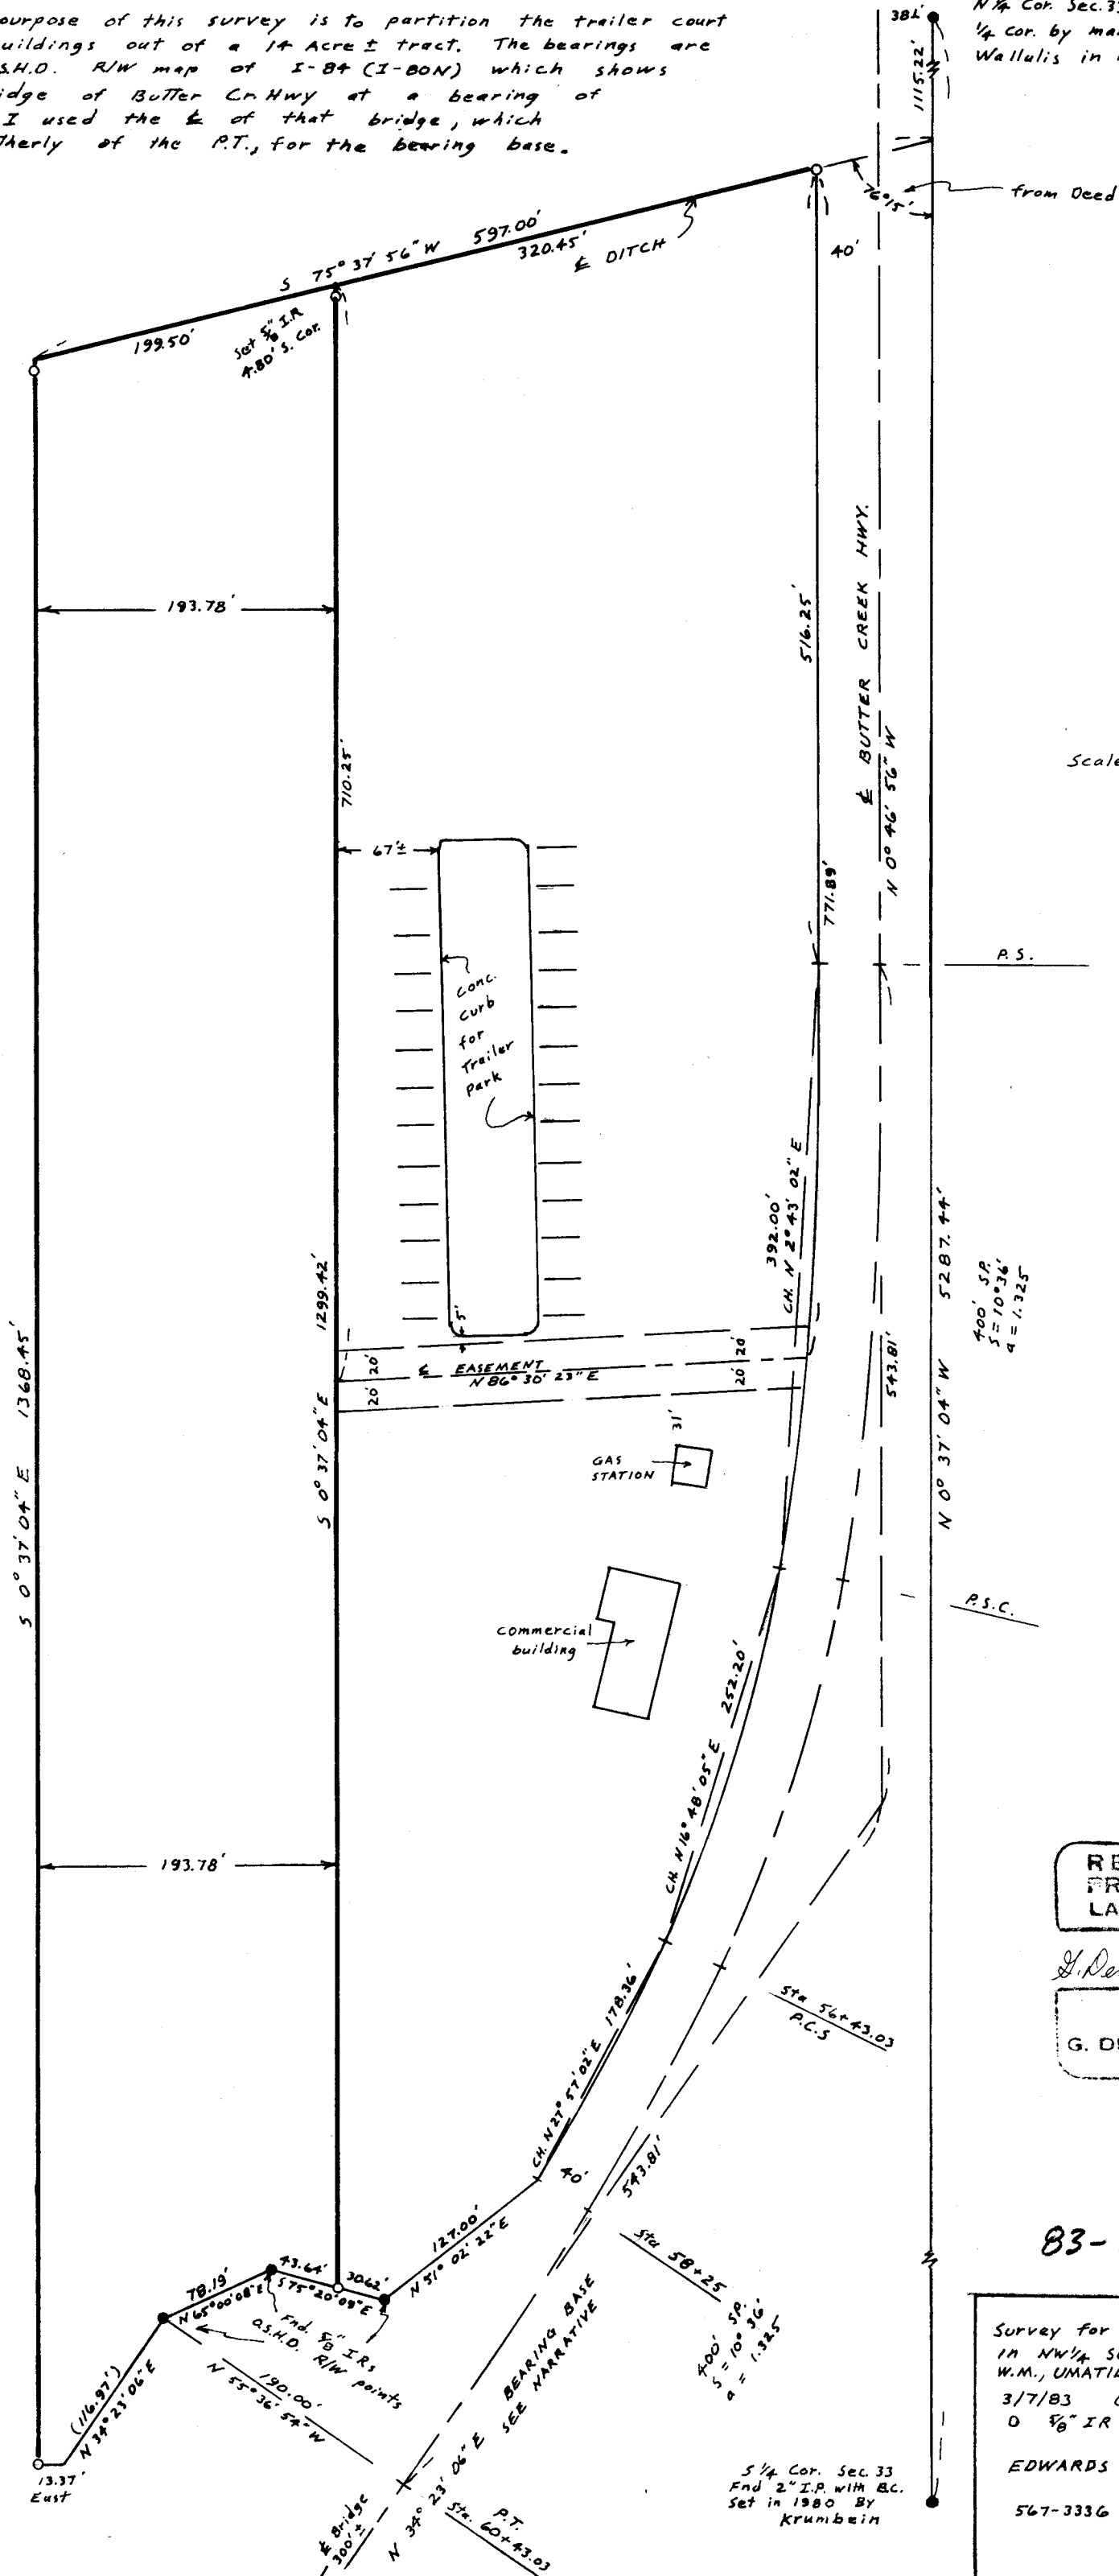 ourpose of this survey is to partition the trailer court
uildings out of a 14 Acre ± tract. The bearings are
S.H.D. R/W map of I-84 (I-80N) which shows
idge of Butter Cr. Hwy at a bearing of
I used the ℄ of that bridge, which
therly of the P.T., for the bearing base.
N ¼ Cor. Sec. 33
¼ Cor. by
Wallulis in
38±'
1115.22'
76°15'
from Deed
40'
S 75° 37' 56" W 597.00'
320.45'
℄ DITCH
199.50'
Set ⅝" I.R
4.80' S. Cor.
193.78'
710.25'
67'±
516.25'
771.89'
℄ BUTTER CREEK HWY.
N 0° 46' 56" W
Scale
P.S.
Conc.
Curb
for
Trailer
Park
392.00'
CH. N 2° 43' 02" E
543.81'
N 0° 37' 04" W 5287.44'
400' S.P.
S = 10°36'
a = 1.325
5'
20' 20'
℄ EASEMENT
N 86° 30' 23" E
20' 20'
31'
GAS
STATION
S 0° 37' 04" E 1368.45'
S 0° 37' 04" E 1299.42'
commercial
building
P.S.C.
252.20'
CH. N 16° 48' 05" E
193.78'
CH. N 27° 57' 02" E 178.36'
Sta 56+43.03
P.C.S
RE
PR
LA
G. De
G. D
40'
543.81'
Sta 58+25
400' S.P.
S = 10° 36'
a = 1.325
127.00'
N 51° 02' 22" E
78.19'
N 65°00'08" E
43.64'
30.62'
S 75° 20' 09" E
Fnd. ⅝" IRs
O.S.H.D. R/W points
190.00'
N 55° 36' 54" W
(116.97')
N 34° 23' 06" E
13.37'
East
BEARING BASE
SEE NARRATIVE
N 34° 23' 06" E
℄ Bridge
300' ±
P.T.
Sta. 60+43.03
S ¼ Cor. Sec. 33
Fnd 2" I.P. with B.C.
Set in 1980 By
Krumbein
83-
Survey for
in NW¼ S
W.M., UMATIL
3/7/83
O ⅝" IR
EDWARDS
567-3336